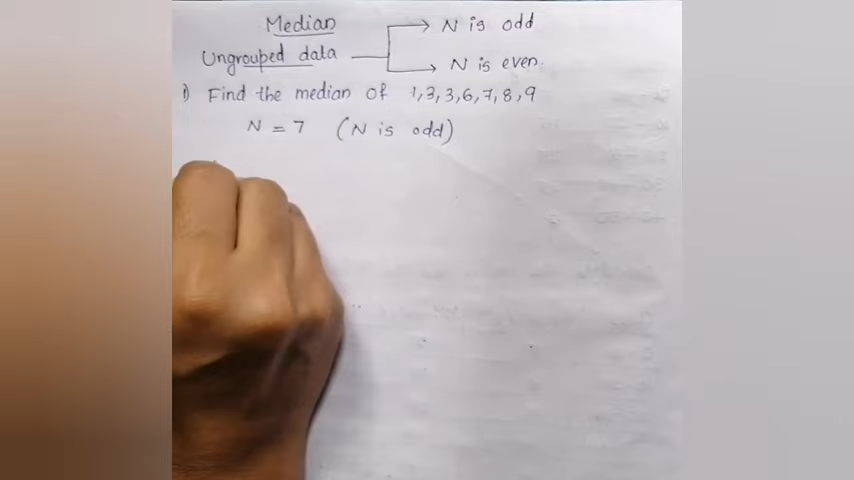 Median
Ungrouped data
N is odd
N is even.
1) Find the median of 1,3,3,6,7,8,9
N = 7 (N is odd)